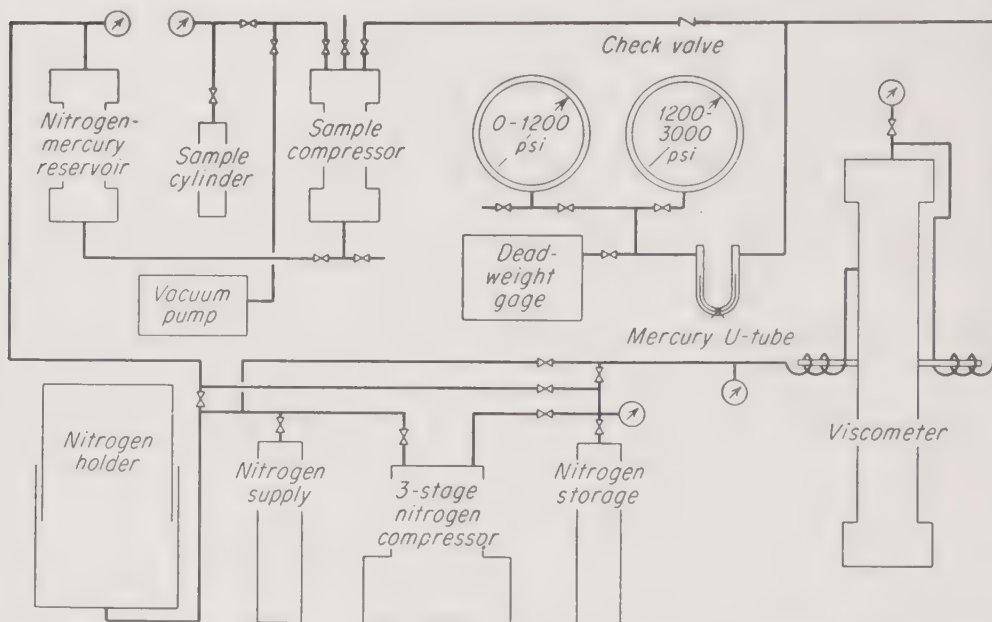 Check valve
Nitrogen-
mercury
reservoir
Sample
cylinder
Sample
compressor
0-1200
psi
1200-
3000
psi
Vacuum
pump
Dead-
weight
gage
Mercury U-tube
Nitrogen
holder
Nitrogen
supply
3-stage
nitrogen
compressor
Nitrogen
storage
Viscometer